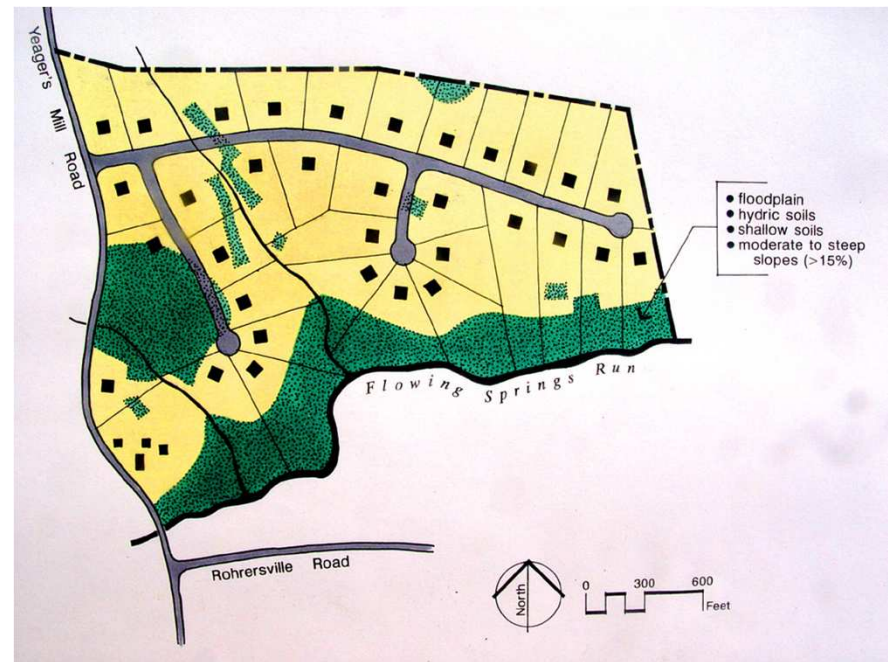 Yeager's Mill Road
● floodplain
● hydric soils
● shallow soils
● moderate to steep
slopes (>15%)
Flowing Springs Run
Rohrersville Road
North
0 300 600
Feet